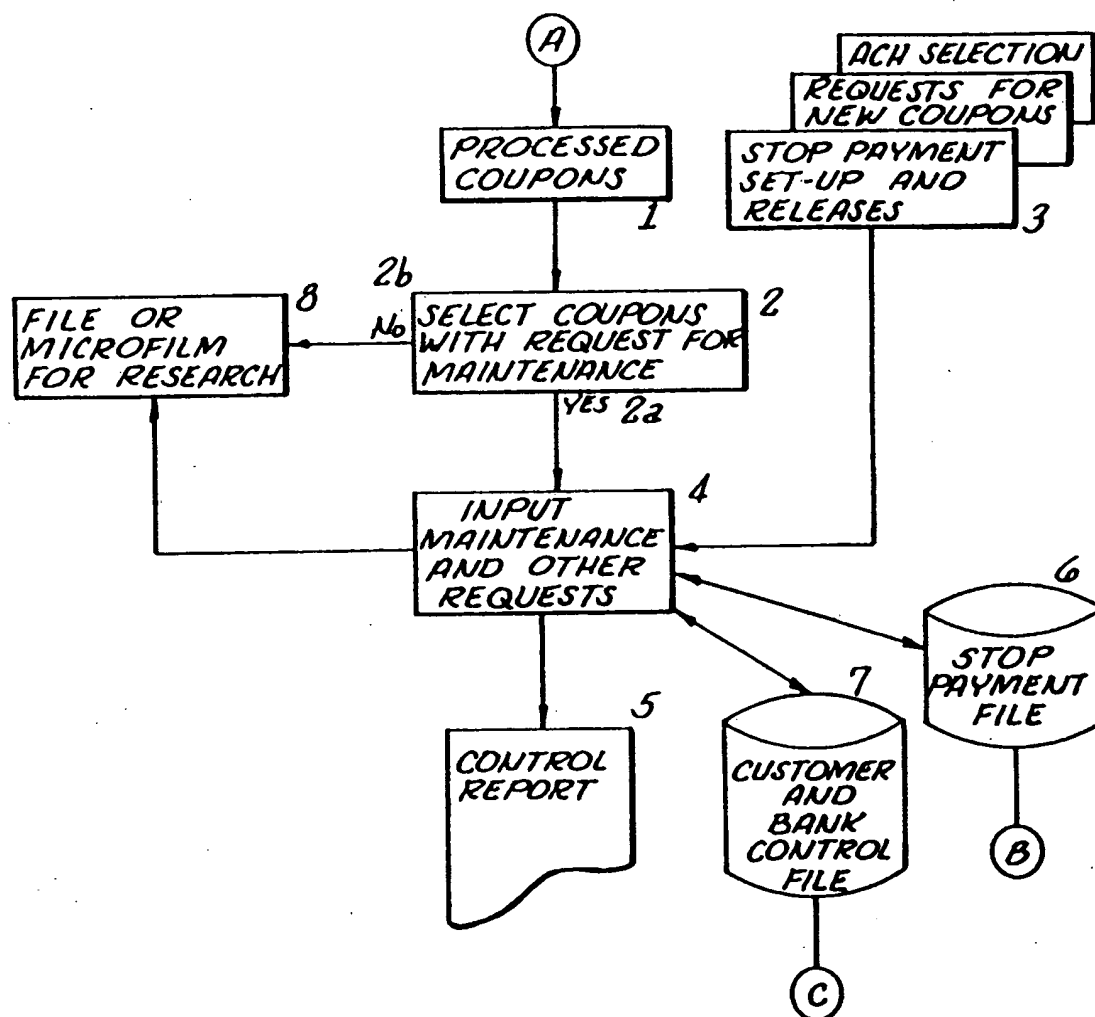 A
ACH SELECTION
REQUESTS FOR
NEW COUPONS
STOP PAYMENT
SET-UP AND
RELEASES
3
PROCESSED
COUPONS
1
2b
8
FILE OR
MICROFILM
FOR RESEARCH
No
SELECT COUPONS
WITH REQUEST FOR
MAINTENANCE
2
YES 2a
4
INPUT
MAINTENANCE
AND OTHER
REQUESTS
6
STOP
PAYMENT
FILE
5
CONTROL
REPORT
7
CUSTOMER
AND
BANK
CONTROL
FILE
B
C